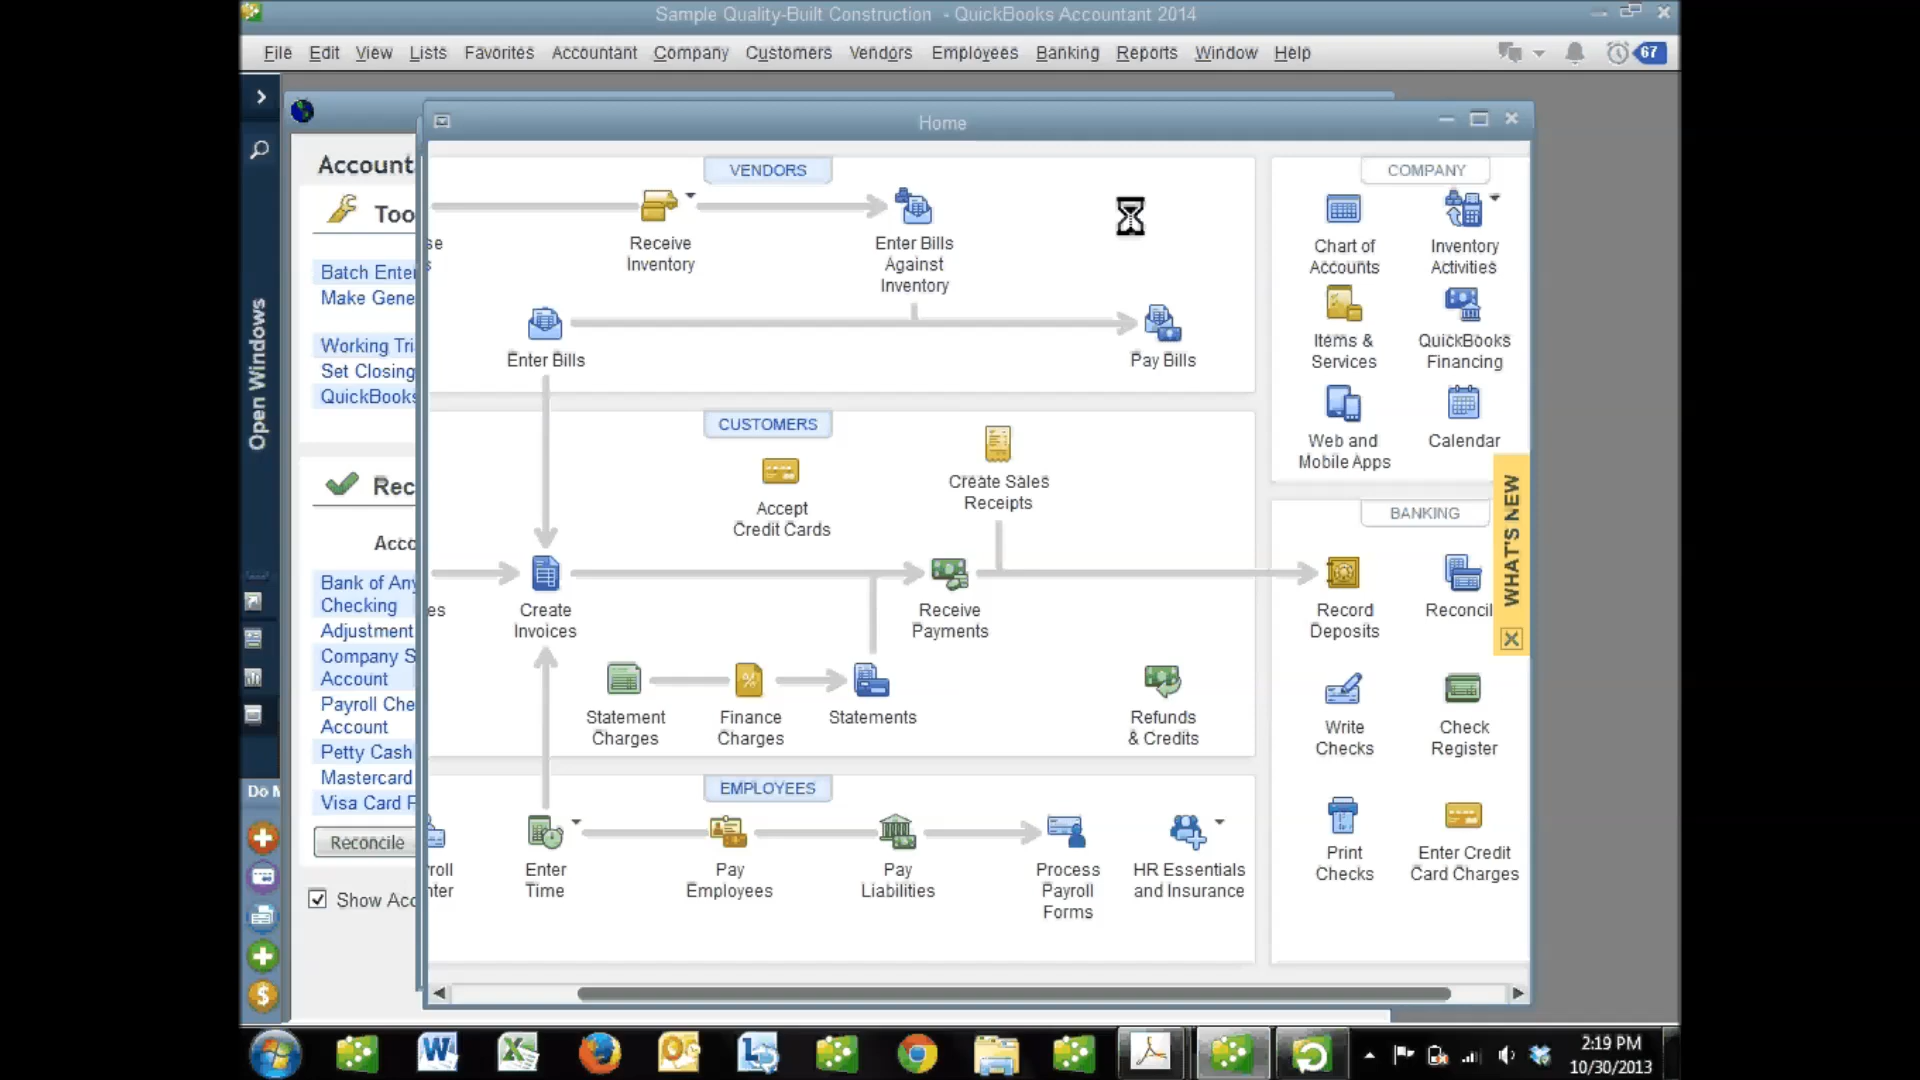 Sample Quality-Built Construction - QuickBooks Accountant 2014
File Edit View Lists Favorites Accountant Company Customers Vendors Employees Banking Reports Window Help
67
Open Windows
Do M
Account
Too
Batch Enter
Make Gene
Working Tri
Set Closing
QuickBooks
Rec
Acco
Bank of Any
Checking
Adjustment
Company S
Account
Payroll Che
Account
Petty Cash
Mastercard
Visa Card F
Reconcile
Show Acc
Home
VENDORS
se
s
Receive
Inventory
Enter Bills
Against
Inventory
Enter Bills
Pay Bills
CUSTOMERS
Accept
Credit Cards
Create Sales
Receipts
es
Create
Invoices
Receive
Payments
Statement
Charges
Finance
Charges
Statements
Refunds
& Credits
EMPLOYEES
roll
nter
Enter
Time
Pay
Employees
Pay
Liabilities
Process
Payroll
Forms
HR Essentials
and Insurance
COMPANY
Chart of
Accounts
Inventory
Activities
Items &
Services
QuickBooks
Financing
Web and
Mobile Apps
Calendar
WHAT'S NEW
BANKING
Record
Deposits
Reconcil
Write
Checks
Check
Register
Print
Checks
Enter Credit
Card Charges
2:19 PM
10/30/2013